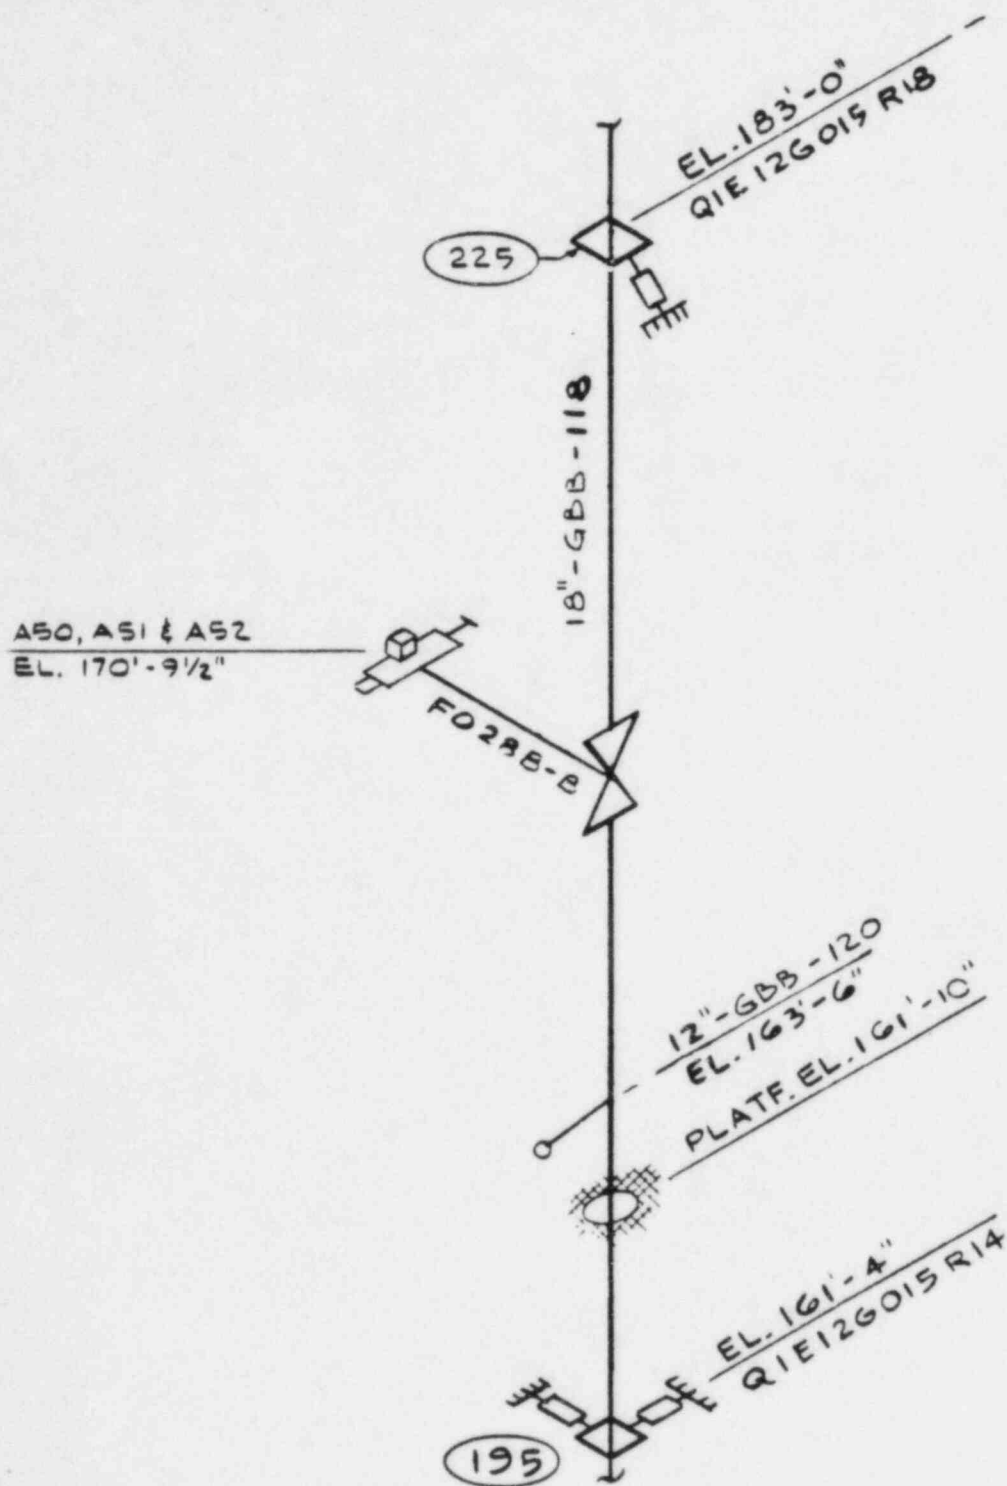 EL. 183'-0"
Q1E12G015 R18
225
18"-GBB-118
A50, A51 & A52
EL. 170'-9½"
F028B-B
12"-GBB-120
EL. 163'-6"
PLATF. EL. 161'-10"
EL. 161'-4"
Q1E12G015 R14
195